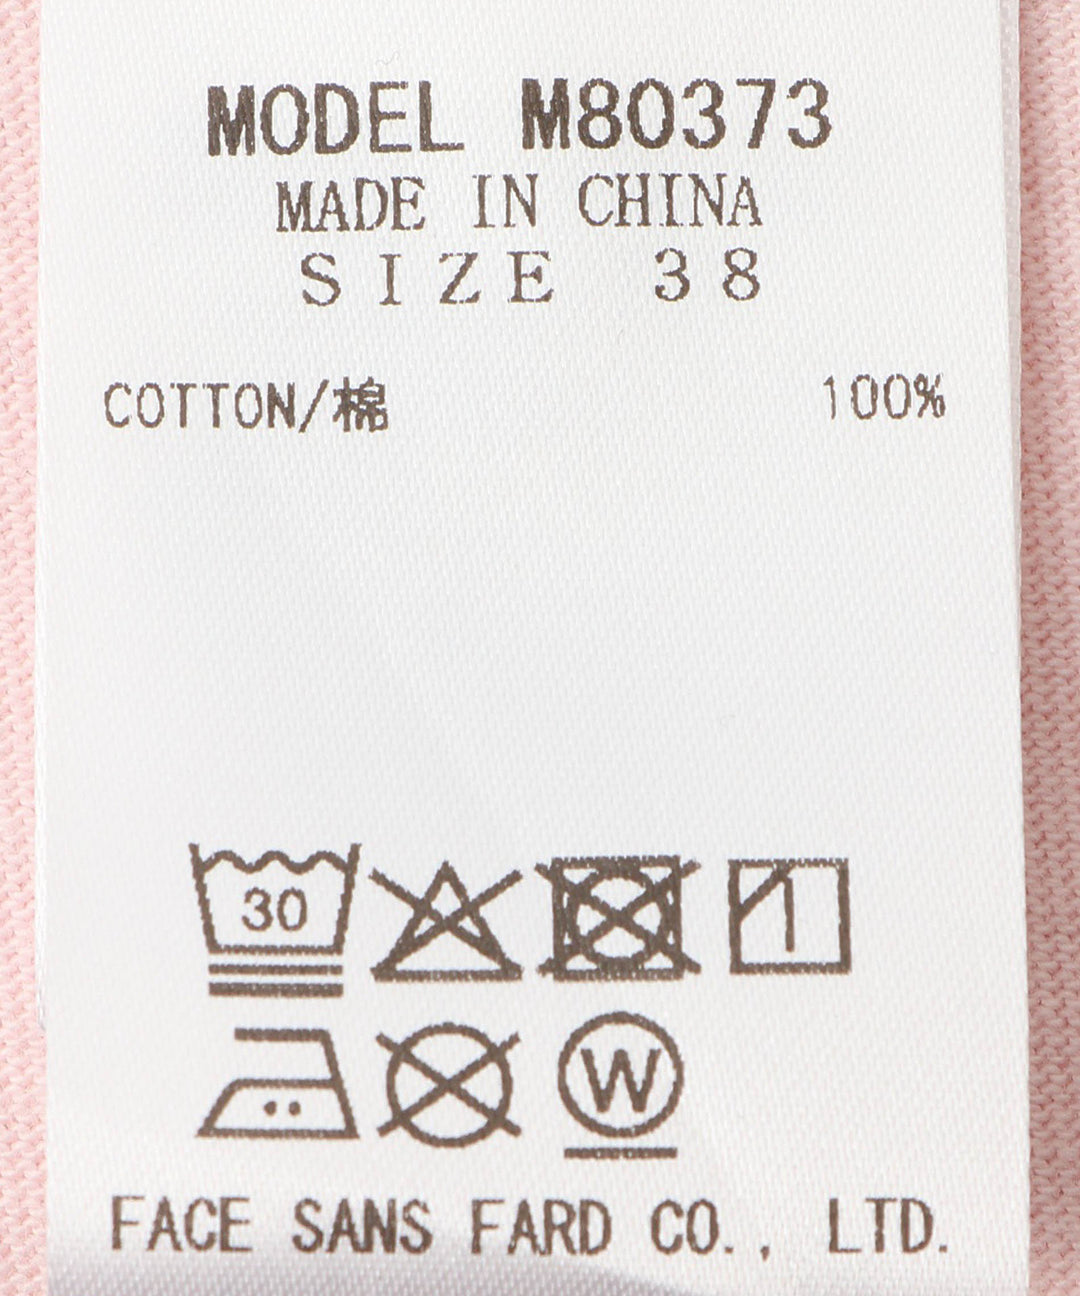 MODEL M80373
MADE IN CHINA
SIZE 38
COTTON/棉 100%
30
W
FACE SANS FARD CO., LTD.